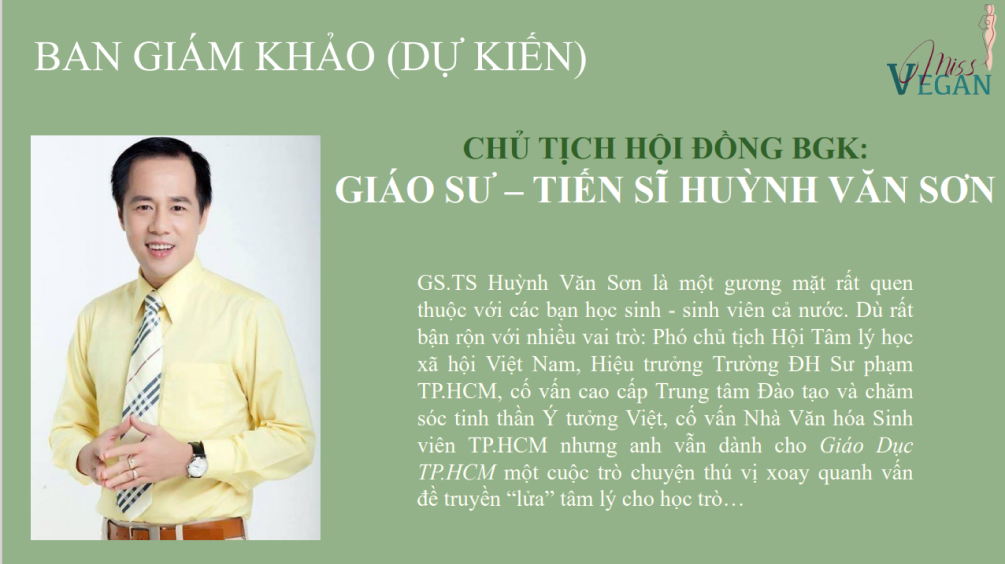 BAN GIÁM KHẢO (DỰ KIẾN)
Miss
VEGAN
CHỦ TỊCH HỘI ĐỒNG BGK:
GIÁO SƯ – TIẾN SĨ HUỲNH VĂN SƠN
GS.TS Huỳnh Văn Sơn là một gương mặt rất quen
thuộc với các bạn học sinh - sinh viên cả nước. Dù rất
bận rộn với nhiều vai trò: Phó chủ tịch Hội Tâm lý học
xã hội Việt Nam, Hiệu trưởng Trường ĐH Sư phạm
TP.HCM, cố vấn cao cấp Trung tâm Đào tạo và chăm
sóc tinh thần Ý tưởng Việt, cố vấn Nhà Văn hóa Sinh
viên TP.HCM nhưng anh vẫn dành cho Giáo Dục
TP.HCM một cuộc trò chuyện thú vị xoay quanh vấn
đề truyền “lửa” tâm lý cho học trò…